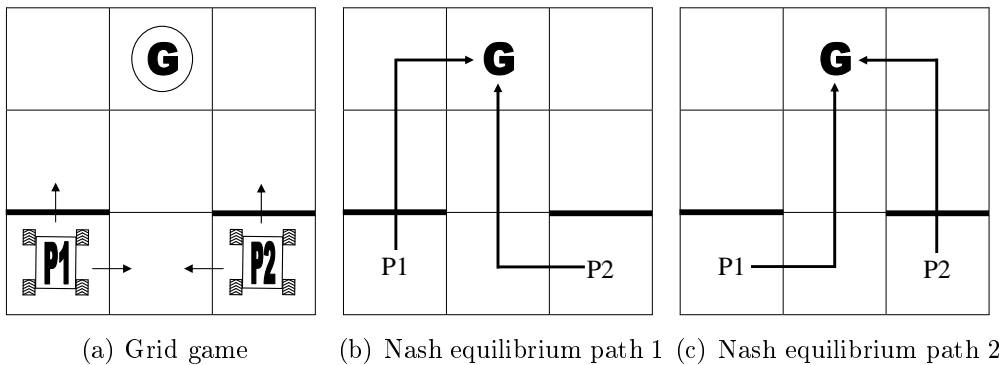 G
P1
P2
(a) Grid game
G
P1
P2
(b) Nash equilibrium path 1
G
P1
P2
(c) Nash equilibrium path 2